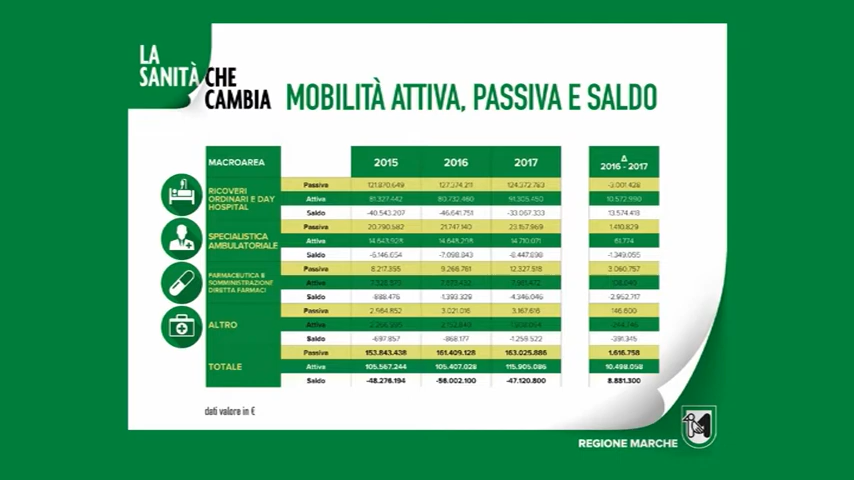 LA
SANITÀ CHE
CAMBIA
MOBILITÀ ATTIVA, PASSIVA E SALDO
MACROAREA 2015 2016 2017 Δ 2016 - 2017
RICOVERI ORDINARI E DAY HOSPITAL
Passiva 121.870.649 127.374.211 124.372.783 -3.001.428
Attiva 81.327.442 80.732.460 91.305.450 10.572.990
Saldo -40.543.207 -46.641.751 -33.067.333 13.574.418
SPECIALISTICA AMBULATORIALE
Passiva 20.790.582 21.747.140 23.157.969 1.410.829
Attiva 14.643.928 14.710.071 61.774
Saldo -6.146.654 -7.098.843 -8.447.898 -1.349.055
FARMACEUTICA E SOMMINISTRAZIONE DIRETTA FARMACI
Passiva 8.217.355 9.266.781 12.327.518 3.060.737
Attiva
Saldo -888.476 -1.393.329 -4.346.046 -2.952.717
ALTRO
Passiva 3.021.016 3.167.616 146.600
Attiva
Saldo -697.857 -868.177 -1.259.522 -391.345
TOTALE
Passiva 153.843.438 161.409.128 163.025.886 1.616.758
Attiva 105.567.244 105.407.028 115.905.086 10.498.058
Saldo -48.276.194 -56.002.100 -47.120.800 8.881.300
dati valore in €
REGIONE MARCHE